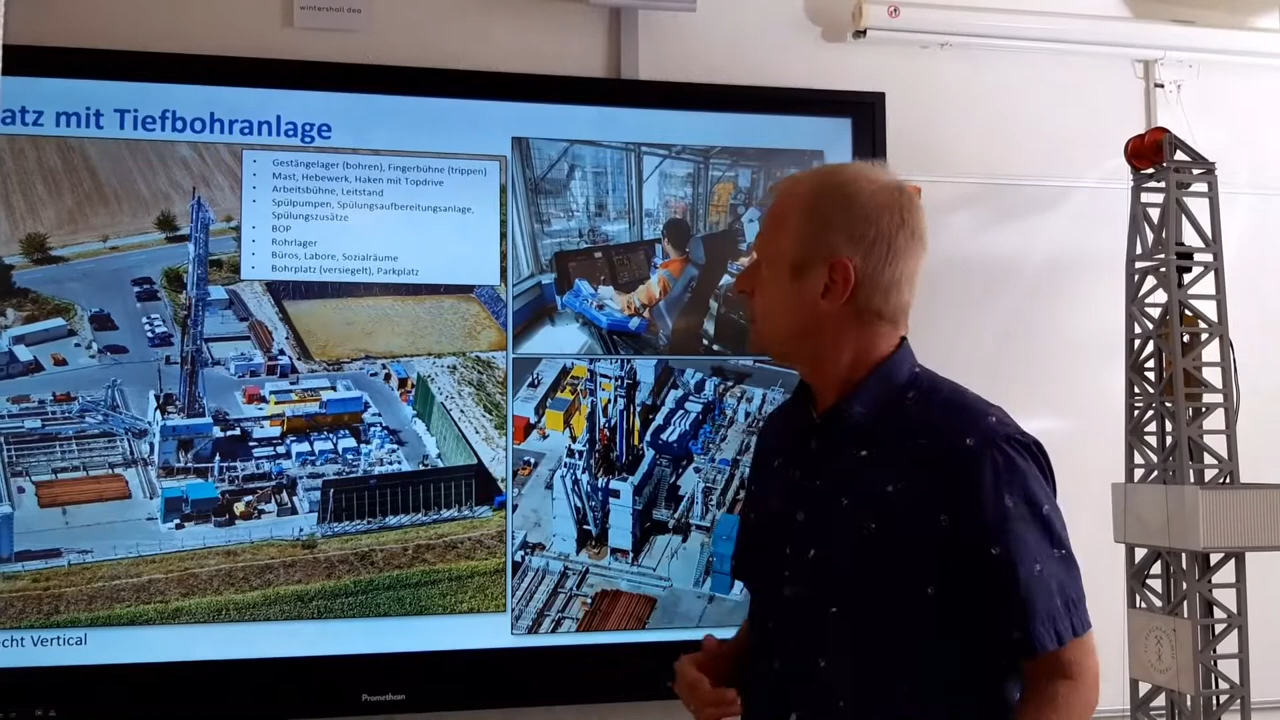 wintershall dea
atz mit Tiefbohranlage
• Gestängelager (bohren), Fingerbühne (trippen)
• Mast, Hebewerk, Haken mit Topdrive
• Arbeitsbühne, Leitstand
• Spülpumpen, Spülungsaufbereitungsanlage,
Spülungszusätze
• BOP
• Rohrlager
• Büros, Labore, Sozialräume
• Bohrplatz (versiegelt), Parkplatz
cht Vertical
Promethean